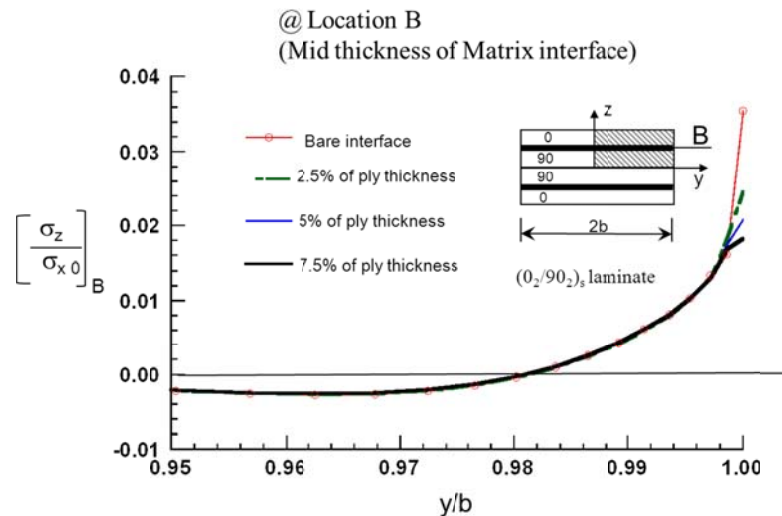 @ Location B
(Mid thickness of Matrix interface)
0.04
0.03
0.02
0.01
0.00
-0.01
[σz/σx 0]B
Bare interface
2.5% of ply thickness
5% of ply thickness
7.5% of ply thickness
z
0
B
90
90
y
0
2b
(0₂/90₂)s laminate
0.95
0.96
0.97
0.98
0.99
1.00
y/b